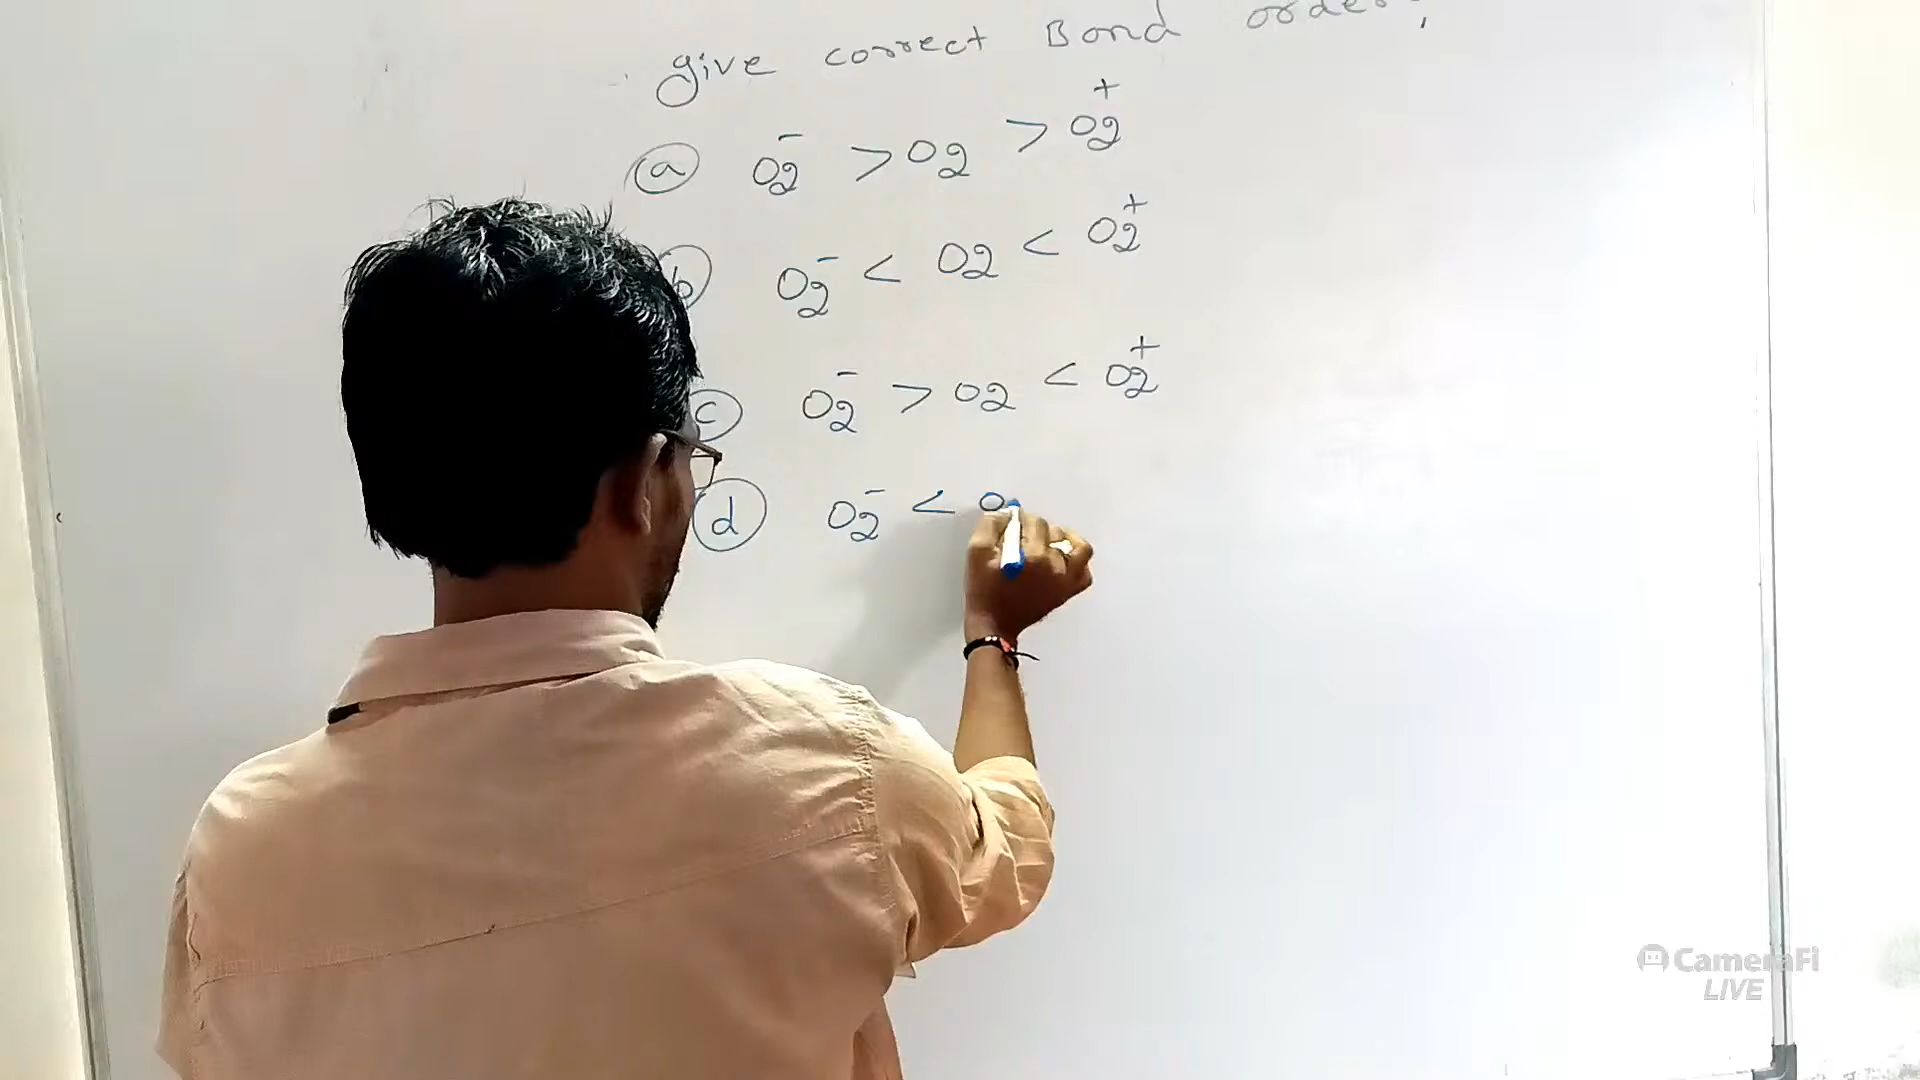 give correct Bond order?
(a) O2⁻ > O2 > O2⁺
(b) O2⁻ < O2 < O2⁺
(c) O2⁻ > O2 < O2⁺
(d) O2⁻ < O
CameraFi
LIVE